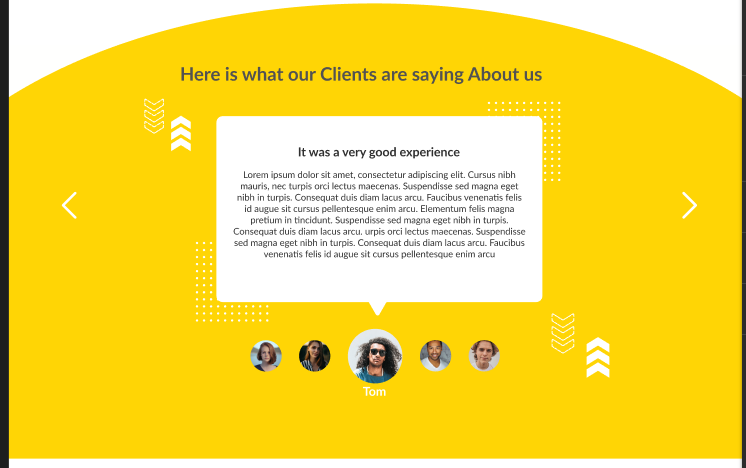 Here is what our Clients are saying About us
It was a very good experience
Lorem ipsum dolor sit amet, consectetur adipiscing elit. Cursus nibh
mauris, nec turpis orci lectus maecenas. Suspendisse sed magna eget
nibh in turpis. Consequat duis diam lacus arcu. Faucibus venenatis felis
id augue sit cursus pellentesque enim arcu. Elementum felis magna
pretium in tincidunt. Suspendisse sed magna eget nibh in turpis.
Consequat duis diam lacus arcu. urpis orci lectus maecenas. Suspendisse
sed magna eget nibh in turpis. Consequat duis diam lacus arcu. Faucibus
venenatis felis id augue sit cursus pellentesque enim arcu
Tom